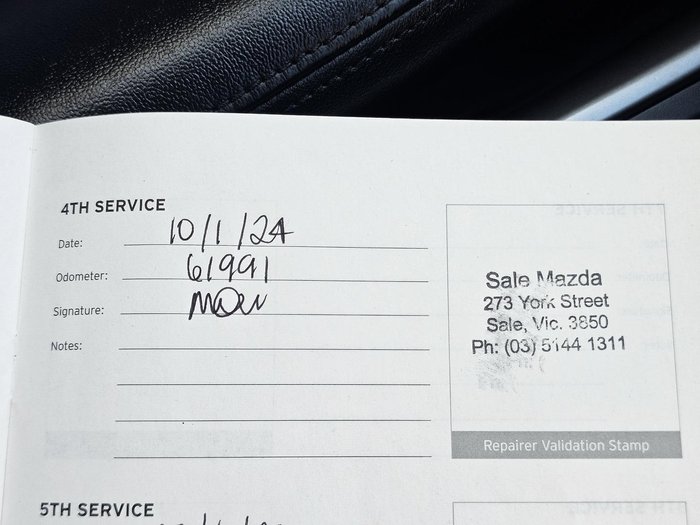 4TH SERVICE
Date: 10/1/24
Odometer: 61991
Signature:
Notes:
Sale Mazda
273 York Street
Sale, Vic. 3850
Ph: (03) 5144 1311
Repairer Validation Stamp
5TH SERVICE